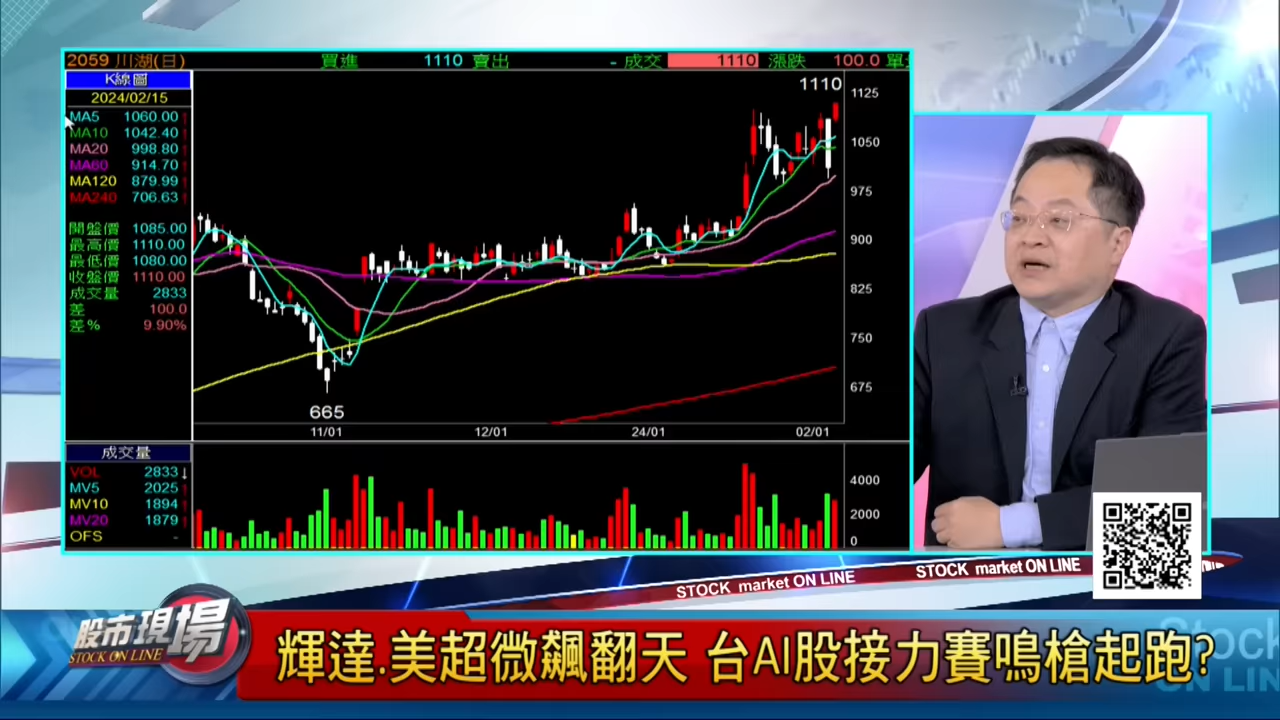 2059 川湖(日) 買進 1110 賣出 - 成交 1110 漲跌 100.0 單
K線圖
2024/02/15
MA5 1060.00
MA10 1042.40
MA20 998.80
MA60 914.70
MA120 879.99
MA240 706.63
開盤價 1085.00
最高價 1110.00
最低價 1080.00
收盤價 1110.00
成交量 2833
差 100.0
差% 9.90%
1110
665
1125
1050
975
900
825
750
675
11/01 12/01 24/01 02/01
成交量
VOL 2833↓
MV5 2025
MV10 1894
MV20 1879
OFS -
4000
2000
0
STOCK market ON LINE STOCK market ON LINE
股市現場
STOCK ON LINE
輝達.美超微飆翻天 台AI股接力賽鳴槍起跑?
Stock
ON LIN